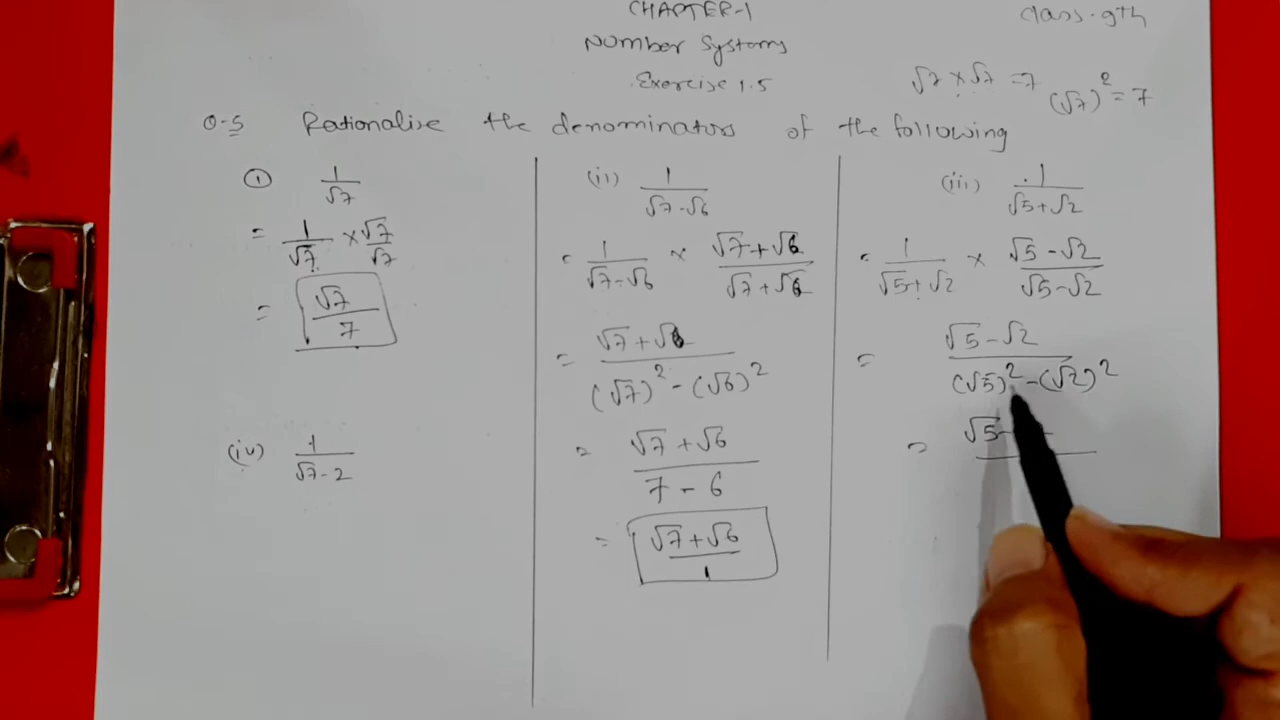 CHAPTER-1
Class-9th
Number Systems
Exercise 1.5
√7 × √7 = 7
(√7)² = 7
Q-5 Rationalise the denominators of the following
(i) 1/√7
= 1/√7 × √7/√7
= √7/7
(ii) 1/√7-√6
= 1/√7-√6 × √7+√6/√7+√6
= √7+√6/(√7)²-(√6)²
= √7+√6/7-6
= √7+√6/1
(iii) 1/√5+√2
= 1/√5+√2 × √5-√2/√5-√2
= √5-√2/(√5)²-(√2)²
= √5-
(iv) 1/√7-2